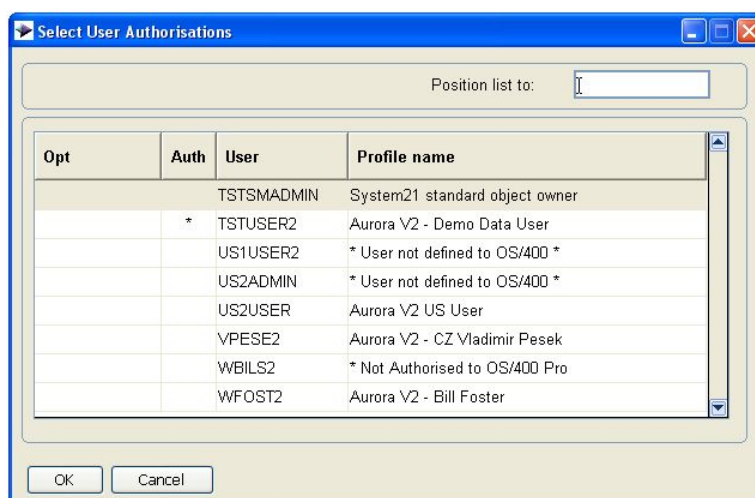 Select User Authorisations
Position list to:
Opt Auth User Profile name
TSTSMADMIN System21 standard object owner
* TSTUSER2 Aurora V2 - Demo Data User
US1USER2 * User not defined to OS/400 *
US2ADMIN * User not defined to OS/400 *
US2USER Aurora V2 US User
VPESE2 Aurora V2 - CZ Vladimir Pesek
WBILS2 * Not Authorised to OS/400 Pro
WFOST2 Aurora V2 - Bill Foster
OK Cancel